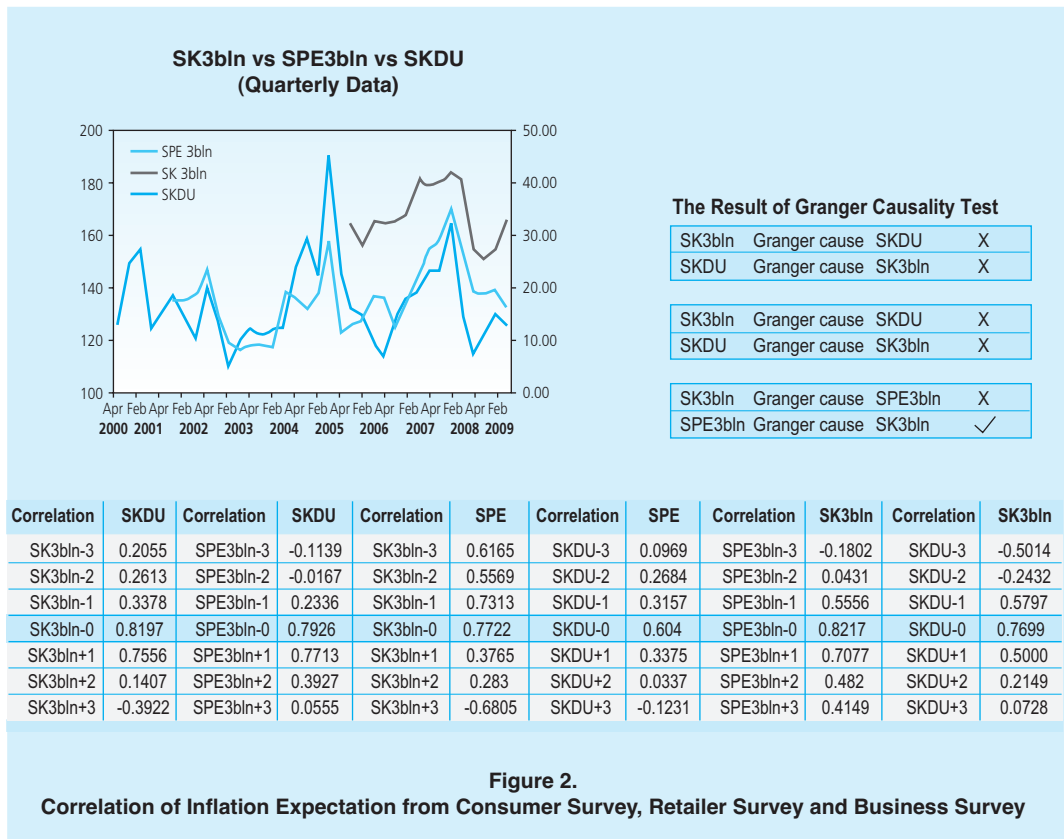 SK3bln vs SPE3bln vs SKDU
(Quarterly Data)
200
180
160
140
120
100
50.00
40.00
30.00
20.00
10.00
0.00
SPE 3bln
SK 3bln
SKDU
Apr Feb Apr Feb Apr Feb Apr Feb Apr Feb Apr Feb Apr Feb Apr Feb Apr Feb
2000 2001 2002 2003 2004 2005 2006 2007 2008 2009
The Result of Granger Causality Test
SK3bln Granger cause SKDU X
SKDU Granger cause SK3bln X
SK3bln Granger cause SKDU X
SKDU Granger cause SK3bln X
SK3bln Granger cause SPE3bln X
SPE3bln Granger cause SK3bln ✓
Correlation SKDU Correlation SKDU Correlation SPE Correlation SPE Correlation SK3bln Correlation SK3bln
SK3bln-3 0.2055 SPE3bln-3 -0.1139 SK3bln-3 0.6165 SKDU-3 0.0969 SPE3bln-3 -0.1802 SKDU-3 -0.5014
SK3bln-2 0.2613 SPE3bln-2 -0.0167 SK3bln-2 0.5569 SKDU-2 0.2684 SPE3bln-2 0.0431 SKDU-2 -0.2432
SK3bln-1 0.3378 SPE3bln-1 0.2336 SK3bln-1 0.7313 SKDU-1 0.3157 SPE3bln-1 0.5556 SKDU-1 0.5797
SK3bln-0 0.8197 SPE3bln-0 0.7926 SK3bln-0 0.7722 SKDU-0 0.604 SPE3bln-0 0.8217 SKDU-0 0.7699
SK3bln+1 0.7556 SPE3bln+1 0.7713 SK3bln+1 0.3765 SKDU+1 0.3375 SPE3bln+1 0.7077 SKDU+1 0.5000
SK3bln+2 0.1407 SPE3bln+2 0.3927 SK3bln+2 0.283 SKDU+2 0.0337 SPE3bln+2 0.482 SKDU+2 0.2149
SK3bln+3 -0.3922 SPE3bln+3 0.0555 SK3bln+3 -0.6805 SKDU+3 -0.1231 SPE3bln+3 0.4149 SKDU+3 0.0728
Figure 2.
Correlation of Inflation Expectation from Consumer Survey, Retailer Survey and Business Survey